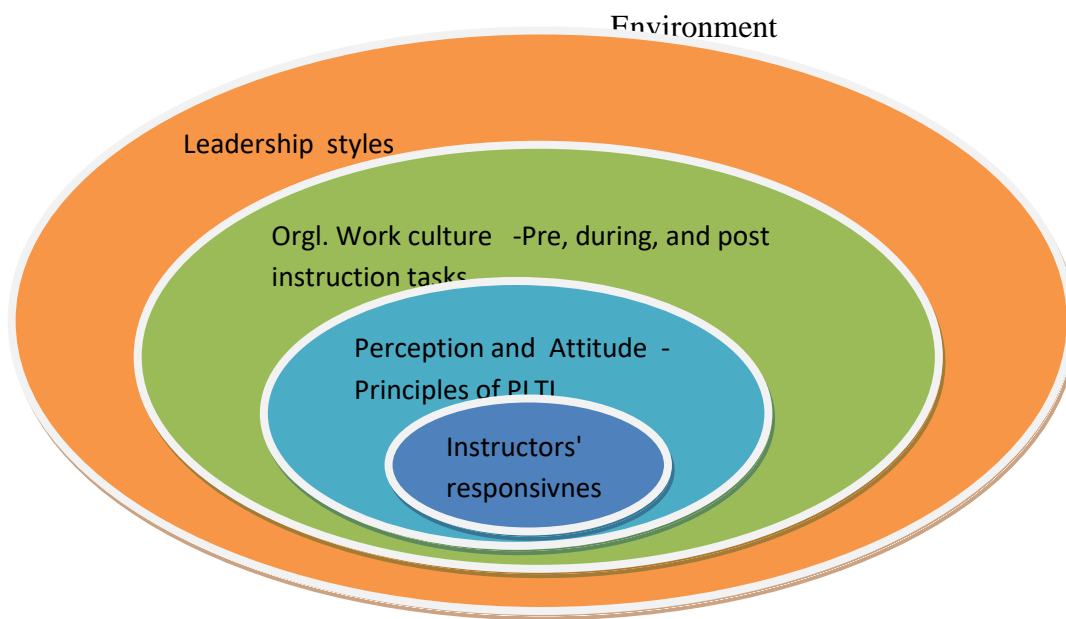 Environment
Leadership styles
Orgl. Work culture -Pre, during, and post
instruction tasks
Perception and Attitude -
Principles of PLTL
Instructors'
responsivnes